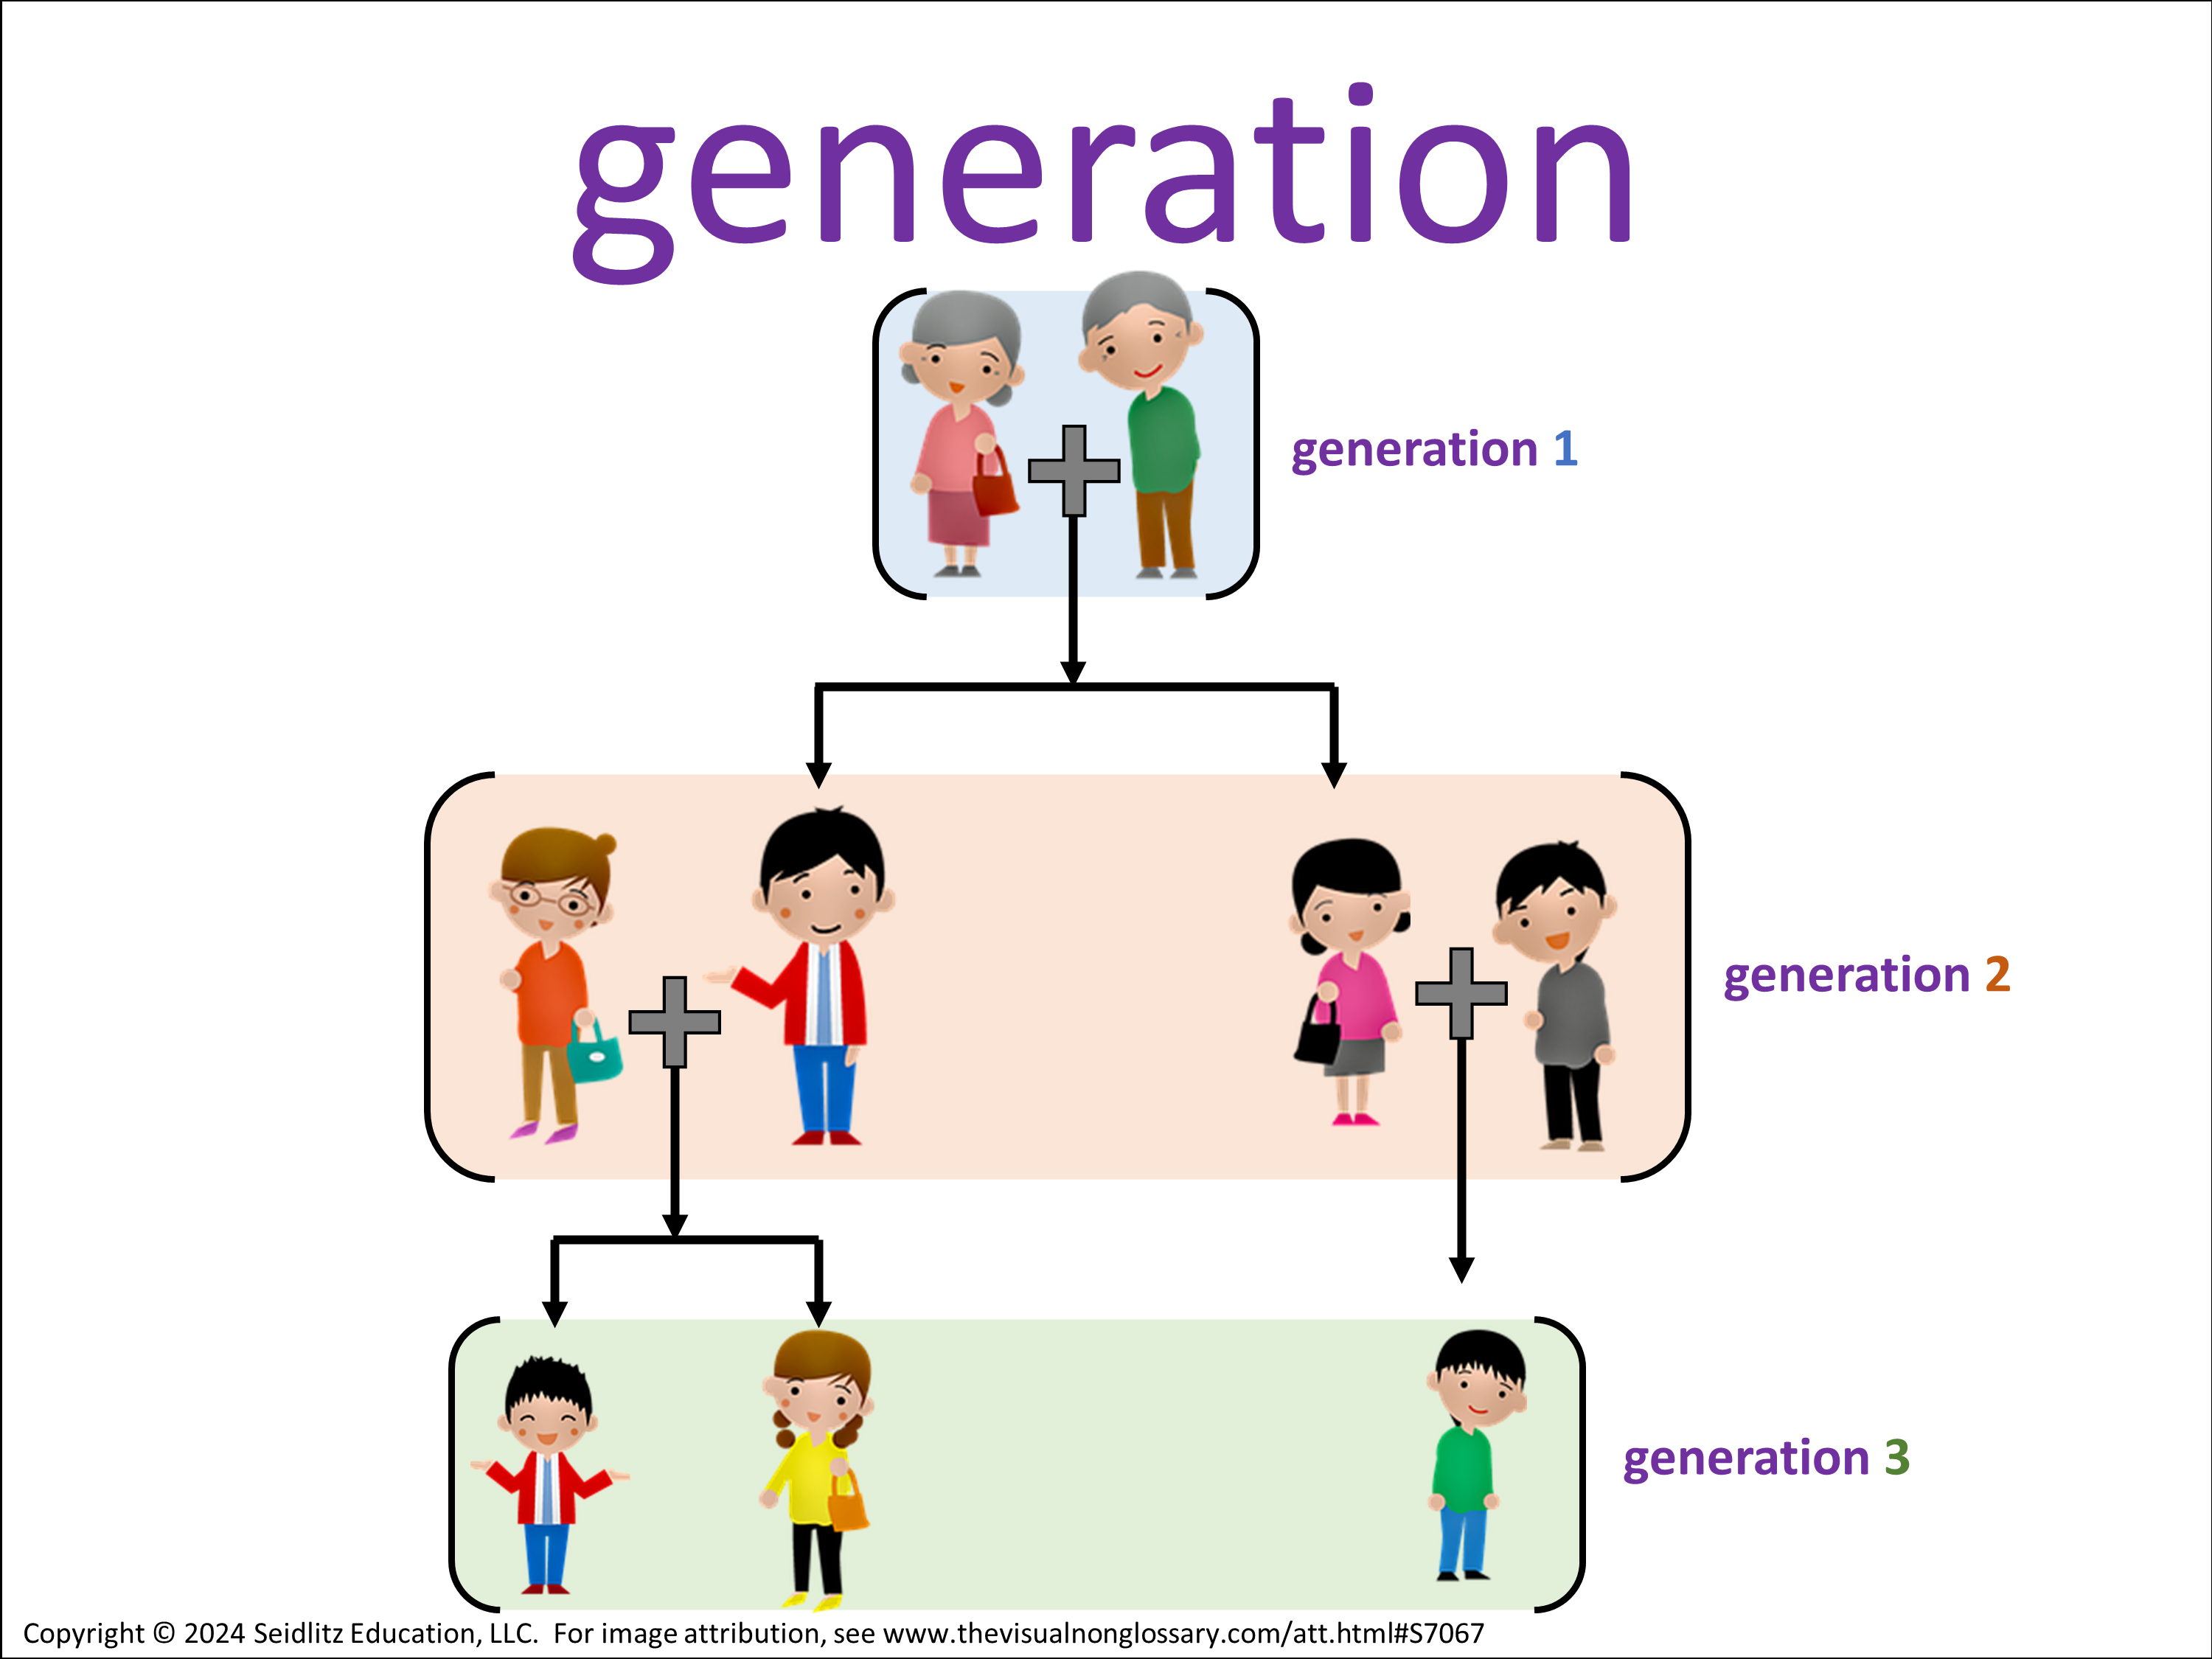 generation
generation 1
generation 2
generation 3
Copyright © 2024 Seidlitz Education, LLC.  For image attribution, see www.thevisualnonglossary.com/att.html#S7067